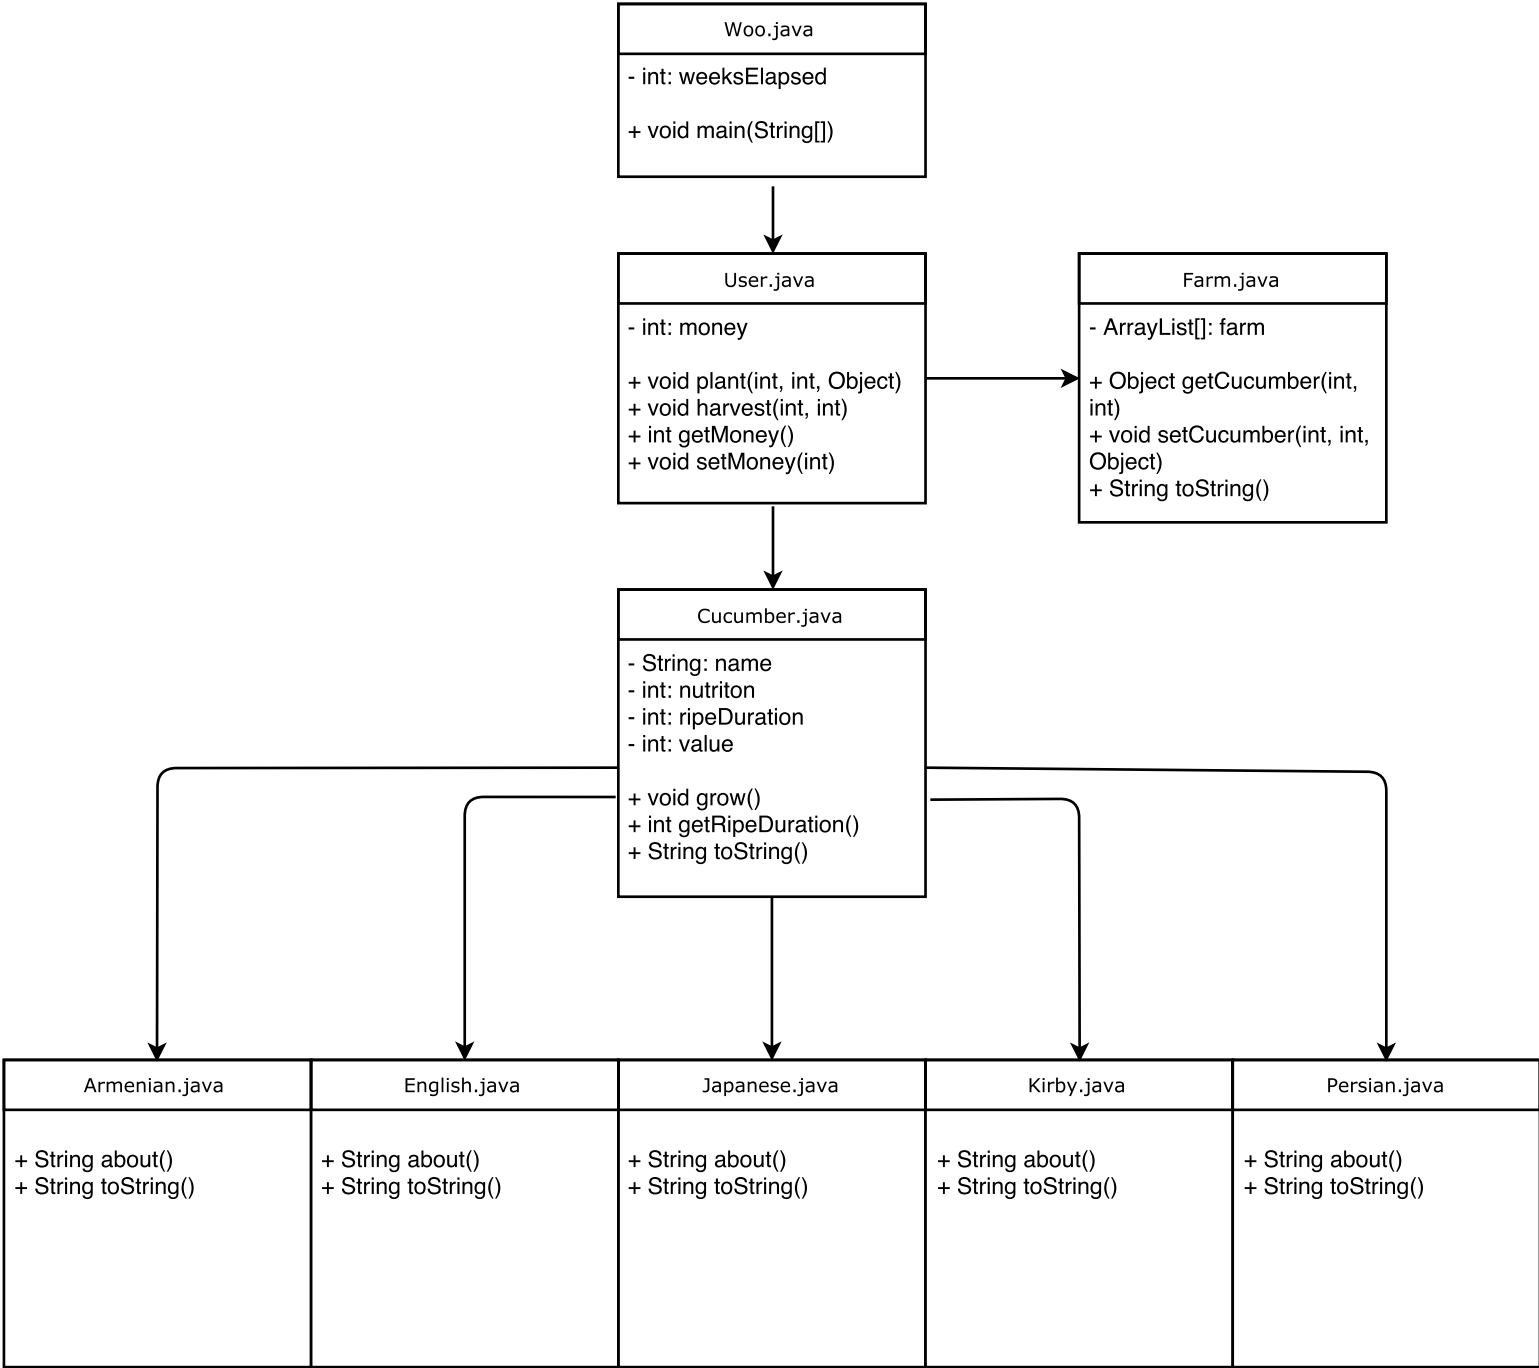 Woo.java
- int: weeksElapsed
+ void main(String[])
User.java
- int: money
+ void plant(int, int, Object)
+ void harvest(int, int)
+ int getMoney()
+ void setMoney(int)
Farm.java
- ArrayList[]: farm
+ Object getCucumber(int,
int)
+ void setCucumber(int, int,
Object)
+ String toString()
Cucumber.java
- String: name
- int: nutriton
- int: ripeDuration
- int: value
+ void grow()
+ int getRipeDuration()
+ String toString()
Armenian.java
+ String about()
+ String toString()
English.java
+ String about()
+ String toString()
Japanese.java
+ String about()
+ String toString()
Kirby.java
+ String about()
+ String toString()
Persian.java
+ String about()
+ String toString()